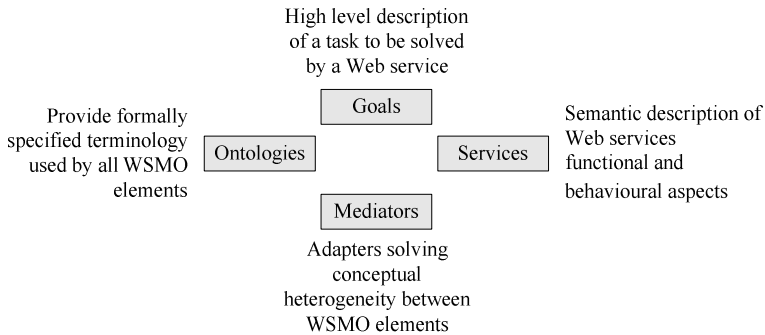 High level description
of a task to be solved
by a Web service
Goals
Provide formally
specified terminology
used by all WSMO
elements
Ontologies
Services
Semantic description of
Web services
functional and
behavioural aspects
Mediators
Adapters solving
conceptual
heterogeneity between
WSMO elements